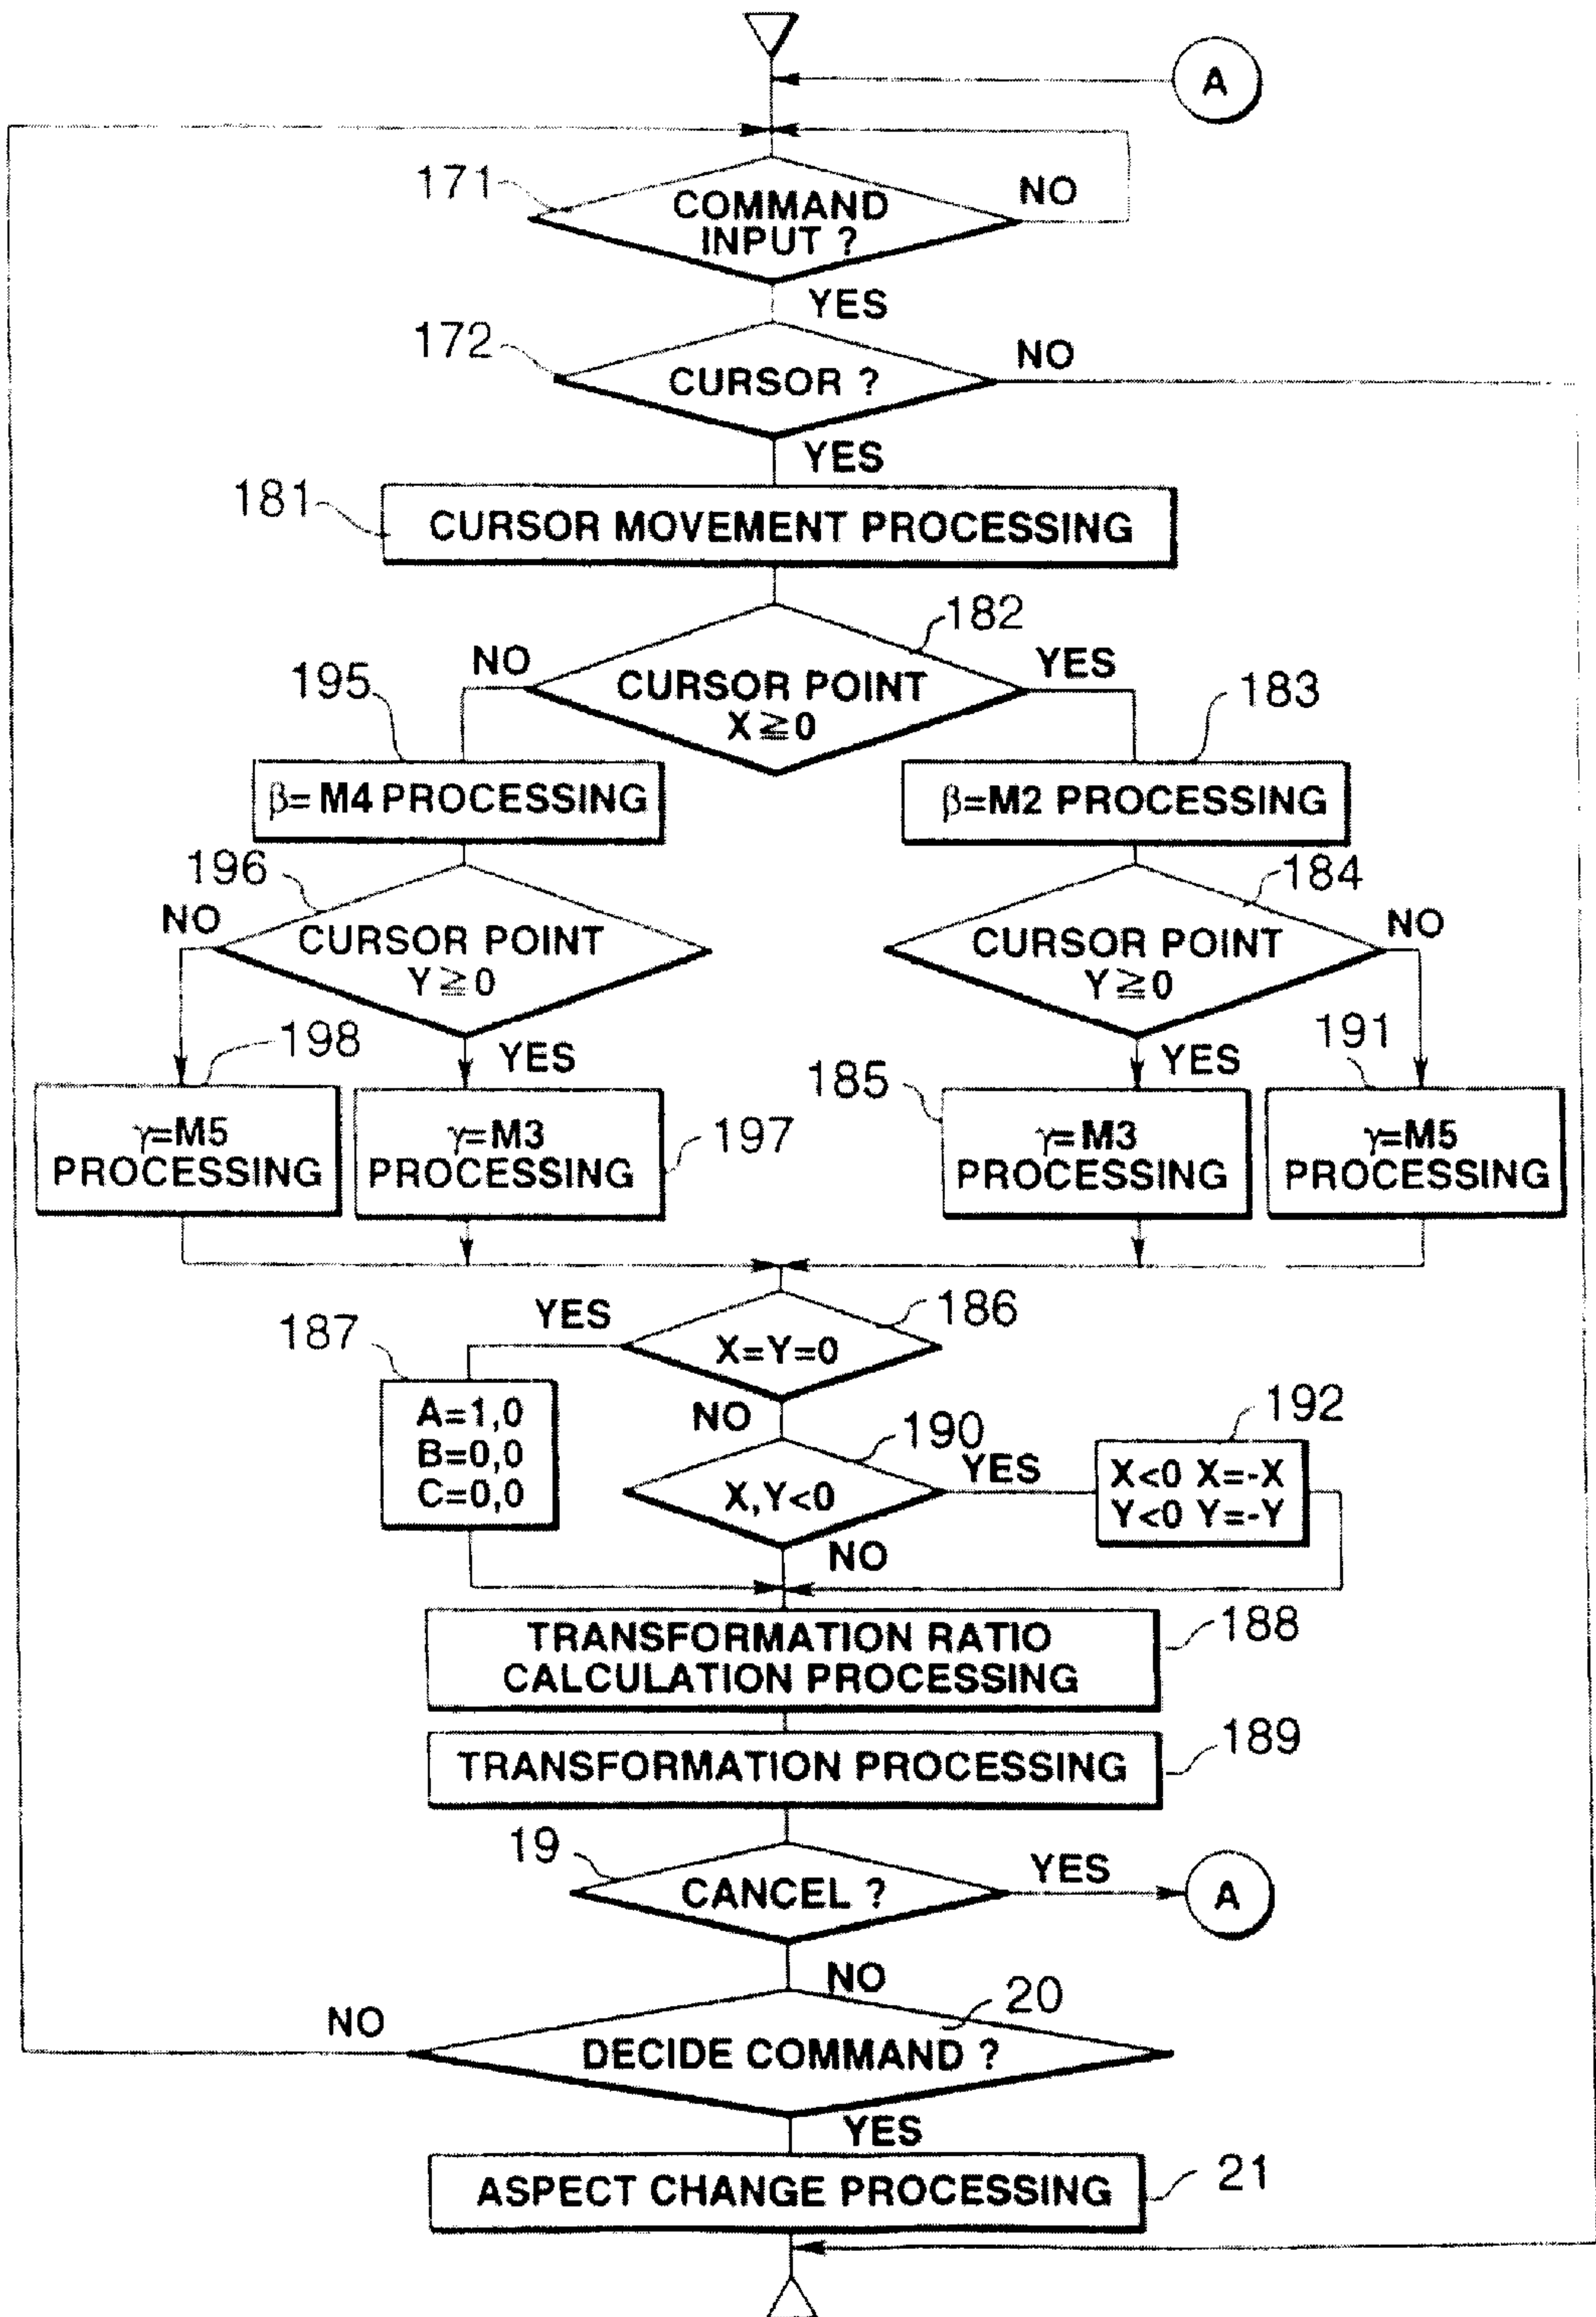 A
171
COMMAND
INPUT ?
NO
YES
172
CURSOR ?
NO
YES
181
CURSOR MOVEMENT PROCESSING
182
NO
CURSOR POINT
X≧0
YES
195
183
β= M4 PROCESSING
β=M2 PROCESSING
196
184
NO
CURSOR POINT
Y≧0
CURSOR POINT
Y≧0
NO
198
YES
YES
191
185
γ=M5
PROCESSING
γ=M3
PROCESSING
197
γ=M3
PROCESSING
γ=M5
PROCESSING
YES
186
187
X=Y=0
A=1,0
B=0,0
C=0,0
NO
190
192
X,Y<0
YES
X<0 X=-X
Y<0 Y=-Y
NO
TRANSFORMATION RATIO
CALCULATION PROCESSING
188
TRANSFORMATION PROCESSING
189
19
CANCEL ?
YES
A
NO
20
NO
DECIDE COMMAND ?
YES
ASPECT CHANGE PROCESSING
21